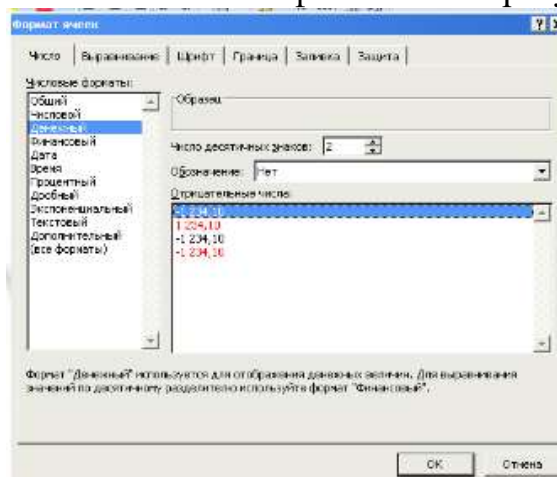 Формат ячеек
Число Выравнивание Шрифт Граница Заливка Защита
Числовые форматы:
Общий
Числовой
Денежный
Финансовый
Дата
Время
Процентный
Дробный
Экспоненциальный
Текстовый
Дополнительный
(все форматы)
Образец
Число десятичных знаков: 2
Обозначение: Нет
Отрицательные числа:
-1 234,10
1 234,10
-1 234,10
-1 234,10
Формат "Денежный" используется для отображения денежных величин. Для выравнивания
значений по десятичному разделителю используйте формат "Финансовый".
ОК Отмена